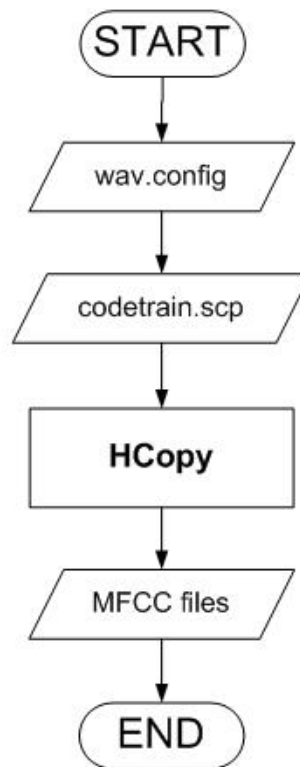 START
wav.config
codetrain.scp
HCopy
MFCC files
END